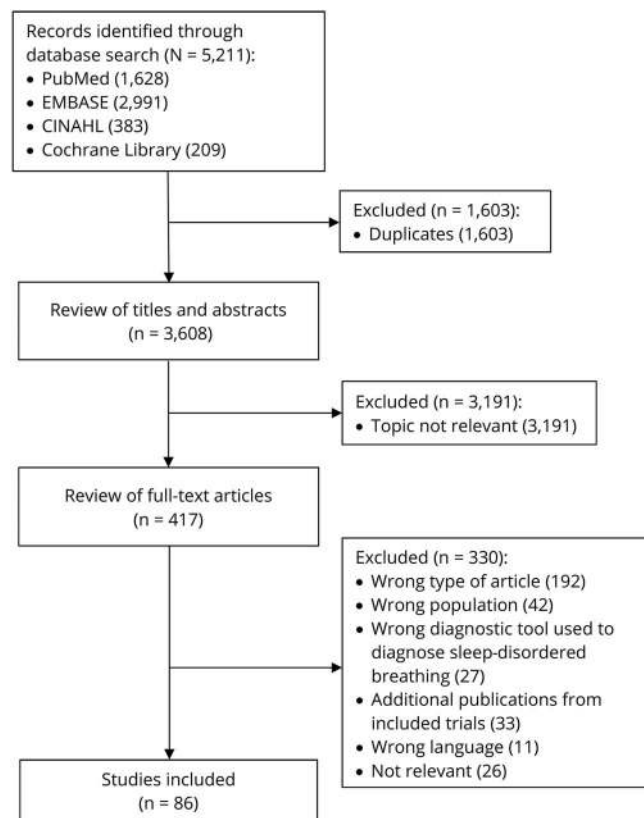 Records identified through
database search (N = 5,211):
• PubMed (1,628)
• EMBASE (2,991)
• CINAHL (383)
• Cochrane Library (209)
Excluded (n = 1,603):
• Duplicates (1,603)
Review of titles and abstracts
(n = 3,608)
Excluded (n = 3,191):
• Topic not relevant (3,191)
Review of full-text articles
(n = 417)
Excluded (n = 330):
• Wrong type of article (192)
• Wrong population (42)
• Wrong diagnostic tool used to
diagnose sleep-disordered
breathing (27)
• Additional publications from
included trials (33)
• Wrong language (11)
• Not relevant (26)
Studies included
(n = 86)